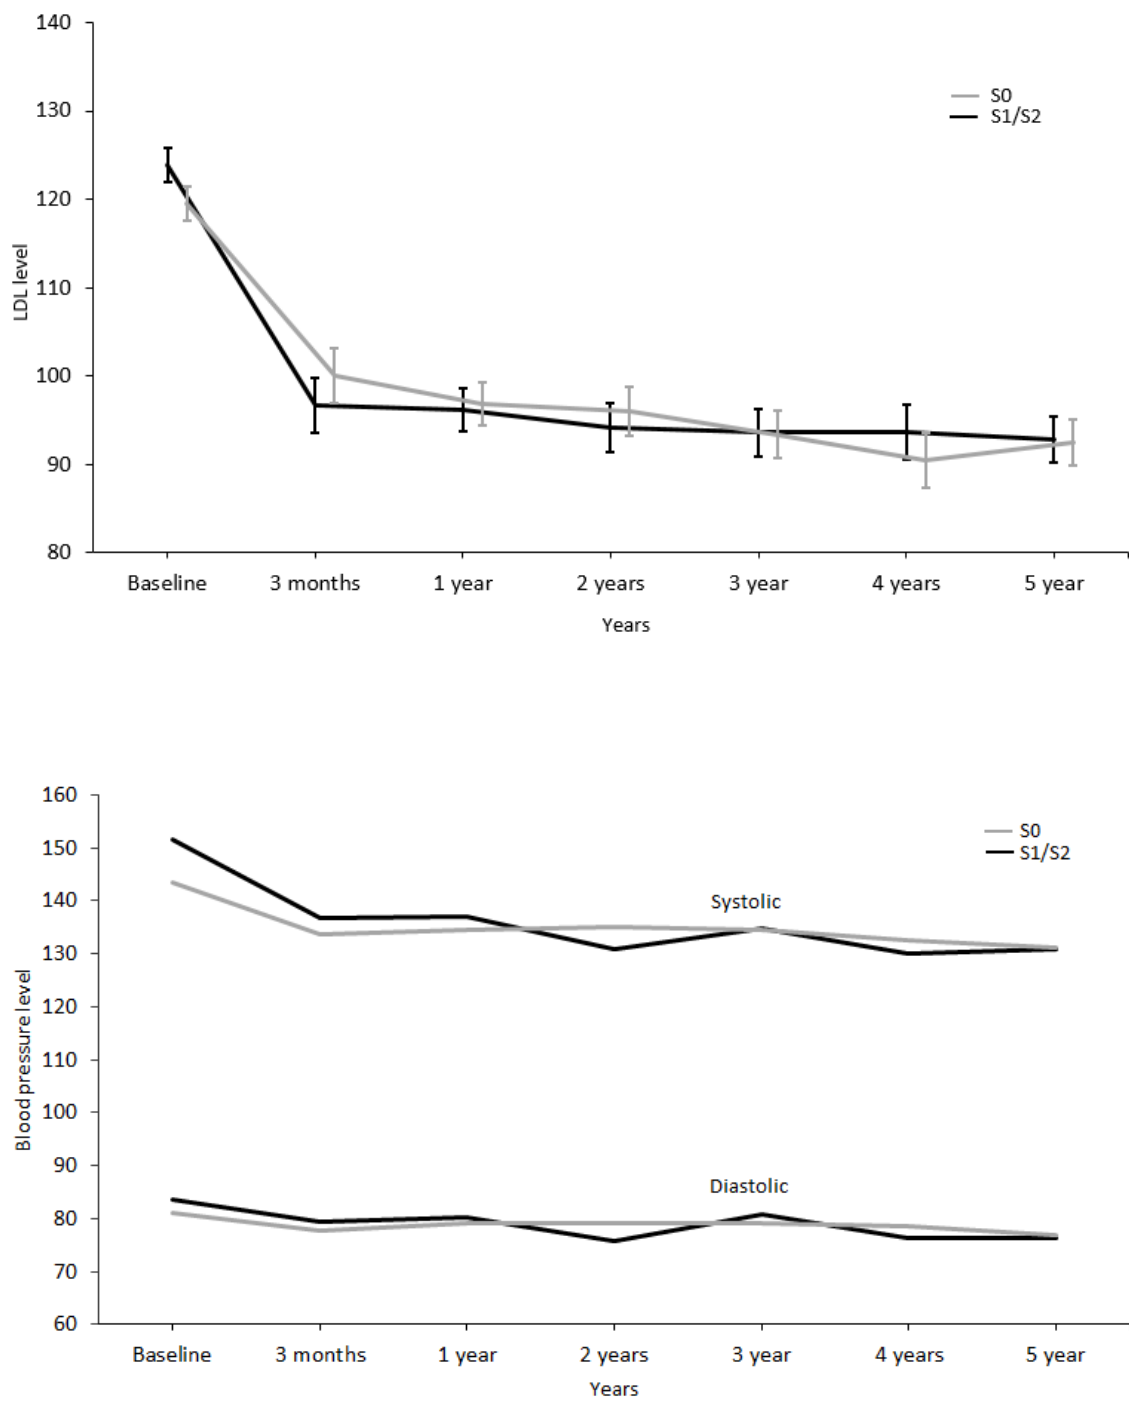 140
130
120
110
100
90
80
LDL level
S0
S1/S2
Baseline 3 months 1 year 2 years 3 year 4 years 5 year
Years
160
150
140
130
120
110
100
90
80
70
60
Blood pressure level
S0
S1/S2
Systolic
Diastolic
Baseline 3 months 1 year 2 years 3 year 4 years 5 year
Years